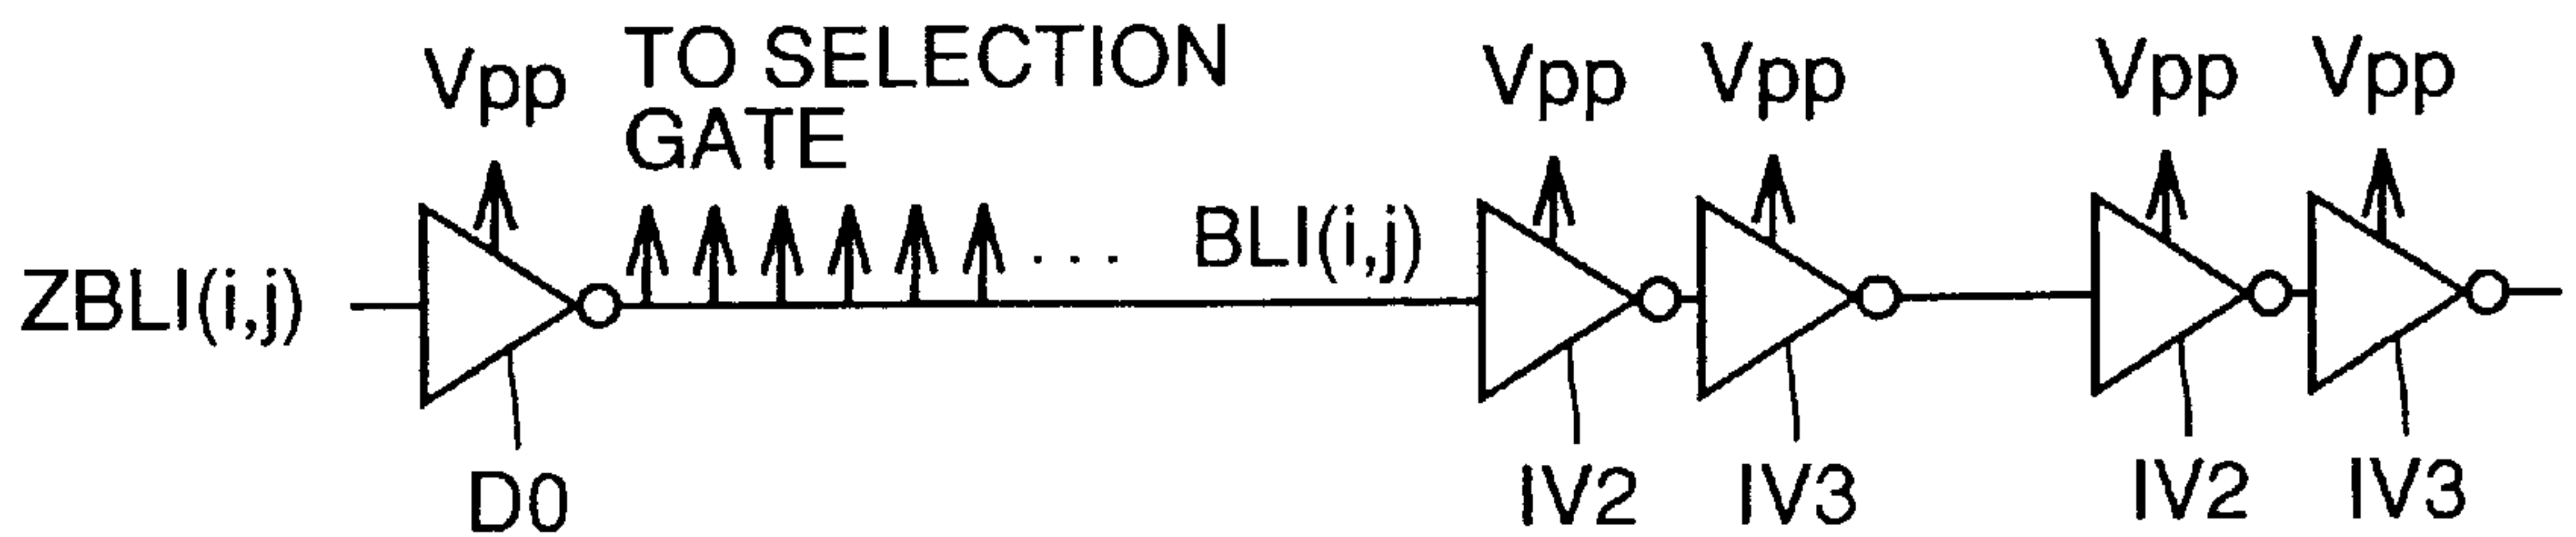 Vpp TO SELECTION Vpp Vpp Vpp Vpp
GATE
ZBLI(i,j) ... BLI(i,j)
D0 IV2 IV3 IV2 IV3